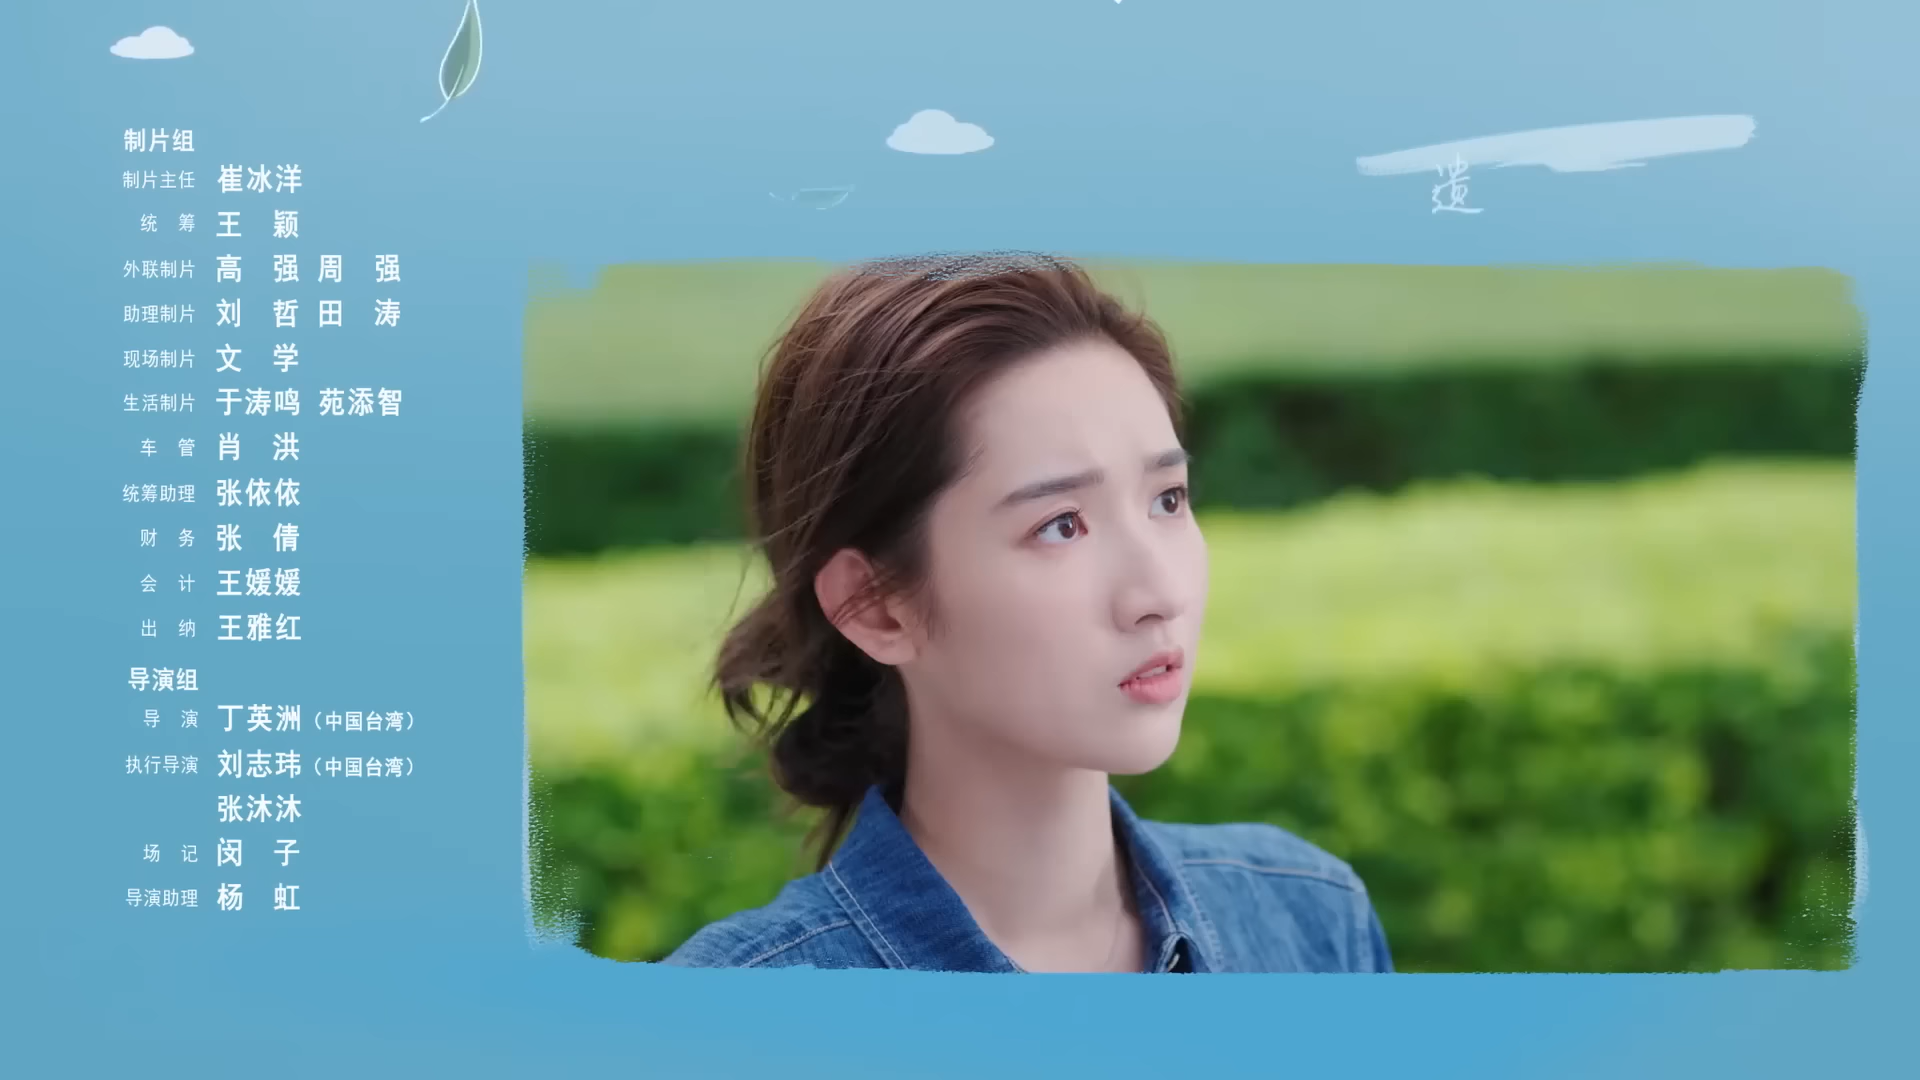 制片组
制片主任 崔冰洋
统 筹 王 颖
外联制片 高 强 周 强
助理制片 刘 哲 田 涛
现场制片 文 学
生活制片 于涛鸣 苑添智
车 管 肖 洪
统筹助理 张依依
财 务 张 倩
会 计 王媛媛
出 纳 王雅红
导演组
导 演 丁英洲（中国台湾）
执行导演 刘志玮（中国台湾）
张沐沐
场 记 闵 子
导演助理 杨 虹
遗